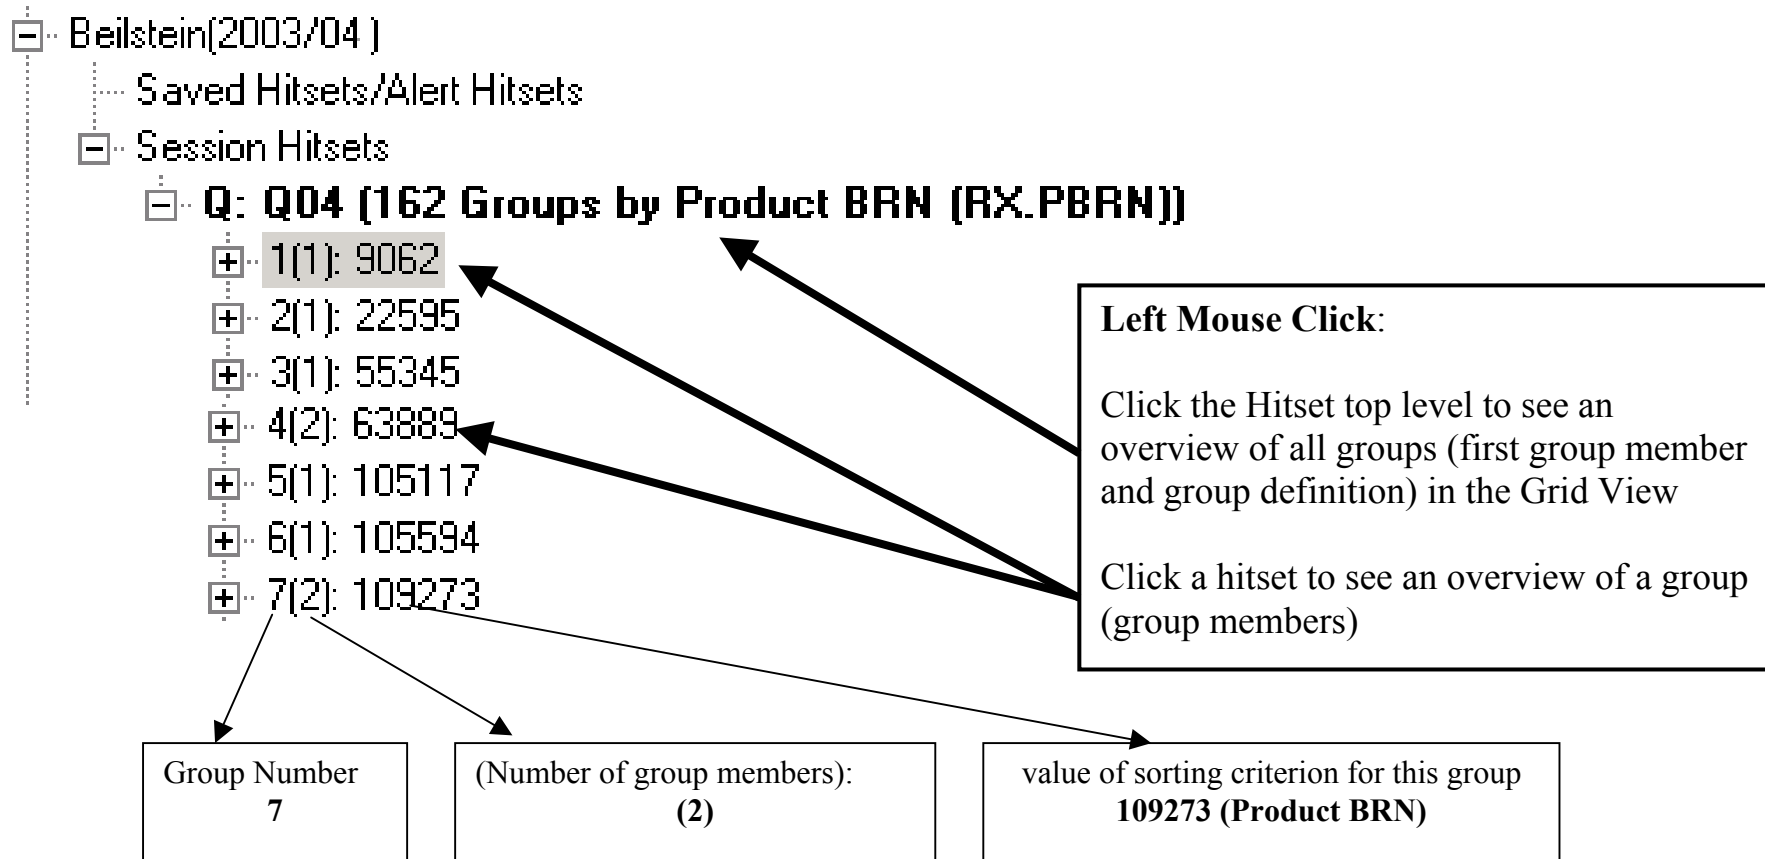 Beilstein(2003/04 )
Saved Hitsets/Alert Hitsets
Session Hitsets
Q: Q04 (162 Groups by Product BRN (RX.PBRN))
1(1): 9062
2(1): 22595
3(1): 55345
4(2): 63889
5(1): 105117
6(1): 105594
7(2): 109273
Left Mouse Click:
Click the Hitset top level to see an
overview of all groups (first group member
and group definition) in the Grid View
Click a hitset to see an overview of a group
(group members)
Group Number
7
(Number of group members):
(2)
value of sorting criterion for this group
109273 (Product BRN)